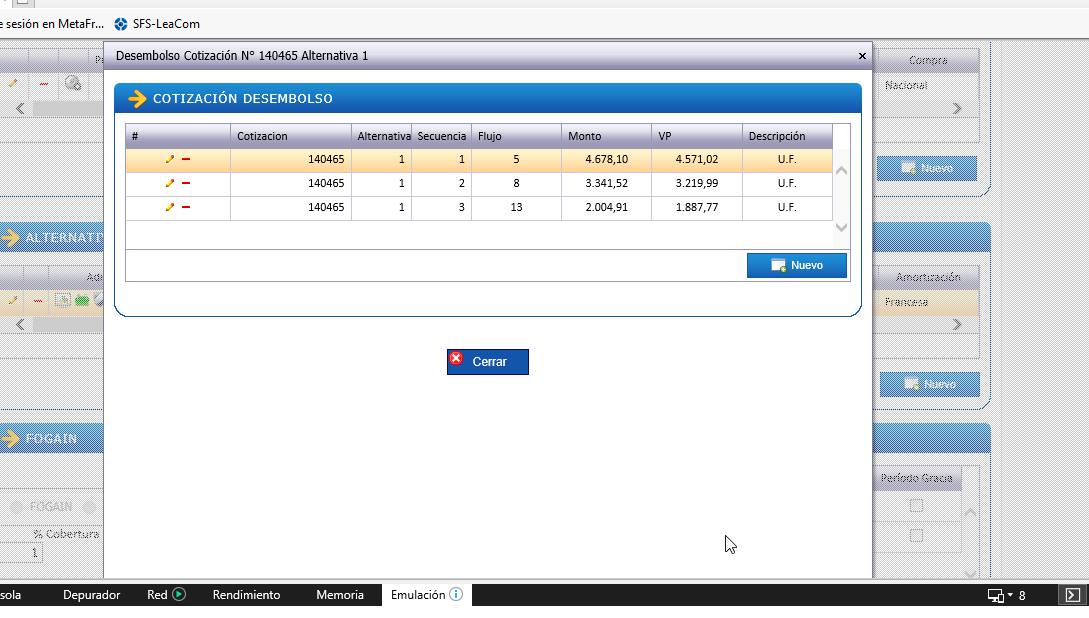 e sesión en MetaFr... SFS-LeaCom
Desembolso Cotización N° 140465 Alternativa 1
Compra
Nacional
COTIZACIÓN DESEMBOLSO
# Cotizacion Alternativa Secuencia Flujo Monto VP Descripción
140465 1 1 5 4.678,10 4.571,02 U.F.
140465 1 2 8 3.341,52 3.219,99 U.F.
140465 1 3 13 2.004,91 1.887,77 U.F.
Nuevo
ALTERNATIV
Nuevo
Amortización
Francesa
Cerrar
Nuevo
FOGAIN
Período Gracia
FOGAIN
% Cobertura
1
sola Depurador Red Rendimiento Memoria Emulación 8